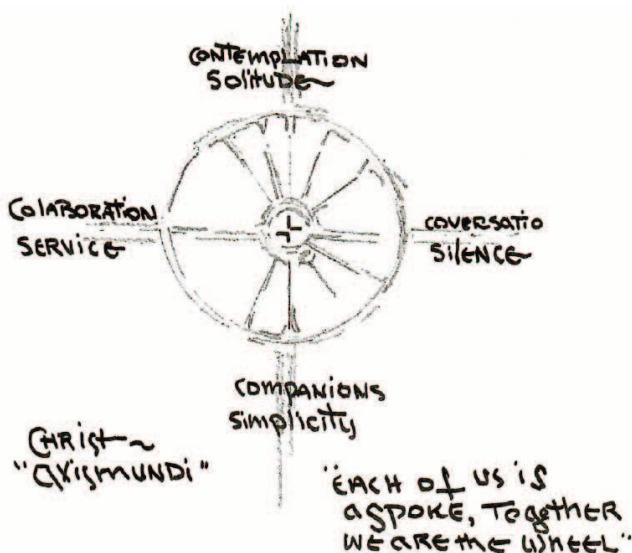 CONTEMPLATION
SOLITUDE~
COLABORATION
SERVICE
COVERSATIO
SILENCE
COMPANIONS
SIMPLICITY
CHRIST~
"AXISMUNDI"
"EACH OF US IS
A SPOKE, TOGETHER
WE ARE THE WHEEL"